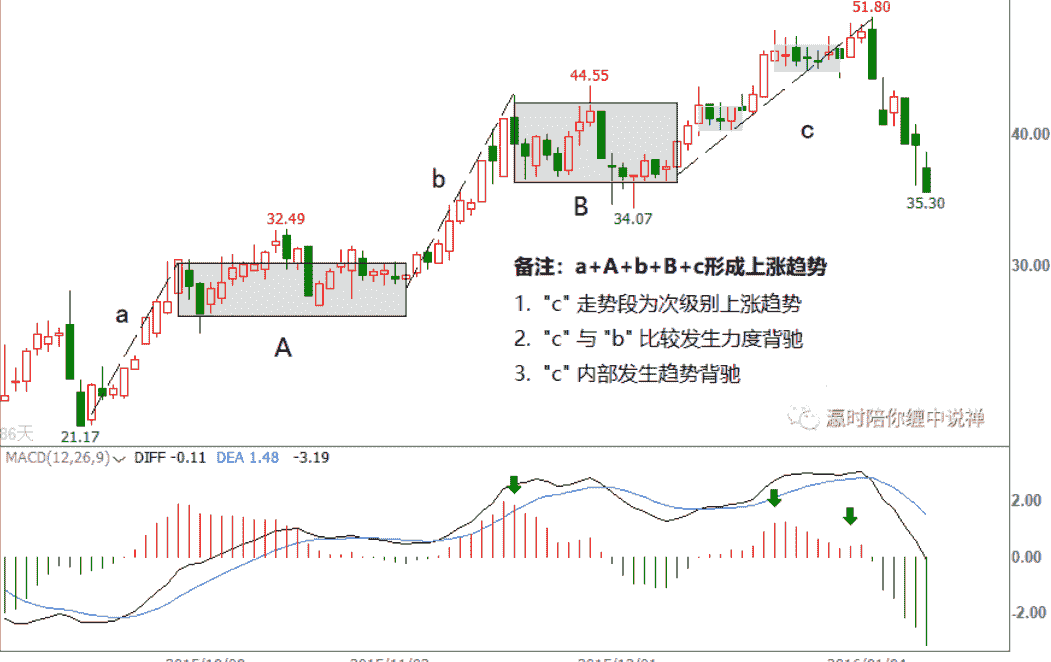 51.80
44.55
40.00
b
c
B
35.30
34.07
32.49
30.00
备注：a+A+b+B+c形成上涨趋势
a
1. "c" 走势段为次级别上涨趋势
A
2. "c" 与 "b" 比较发生力度背驰
3. "c" 内部发生趋势背驰
瀛时陪你缠中说禅
86天
21.17
MACD(12,26,9) DIFF -0.11 DEA 1.48 -3.19
2.00
0.00
-2.00